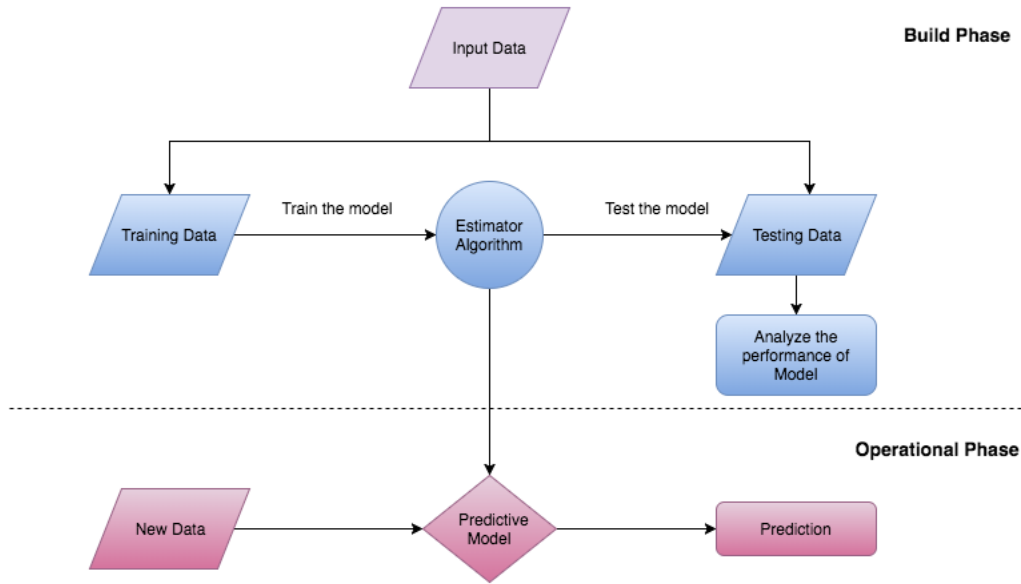 Input Data
Build Phase
Train the model
Test the model
Training Data
Estimator
Algorithm
Testing Data
Analyze the
performance of
Model
Operational Phase
New Data
Predictive
Model
Prediction